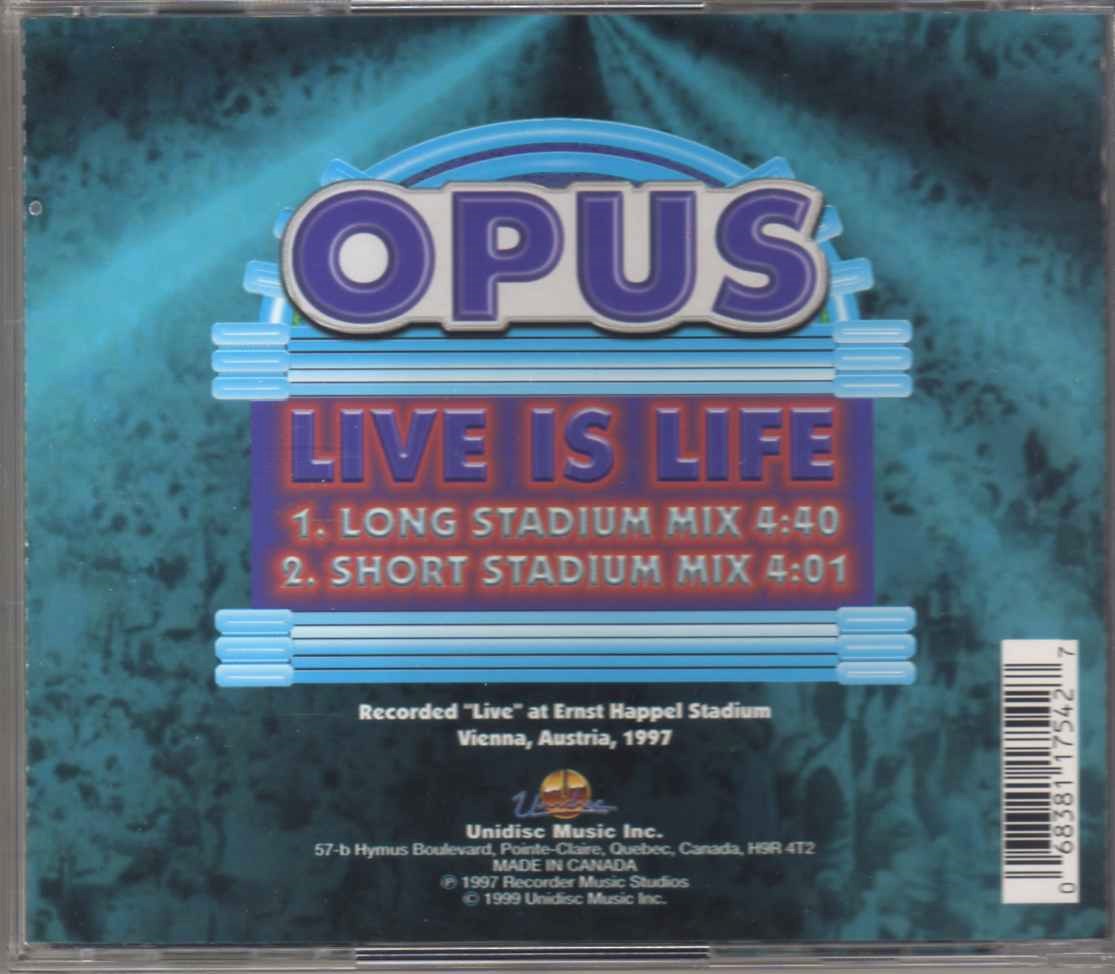 OPUS
LIVE IS LIFE
1. LONG STADIUM MIX 4:40
2. SHORT STADIUM MIX 4:01
Recorded "Live" at Ernst Happel Stadium
Vienna, Austria, 1997
Unidisc
Unidisc Music Inc.
57-b Hymus Boulevard, Pointe-Claire, Quebec, Canada, H9R 4T2
MADE IN CANADA
℗ 1997 Recorder Music Studios
© 1999 Unidisc Music Inc.
0 68381 17542 7